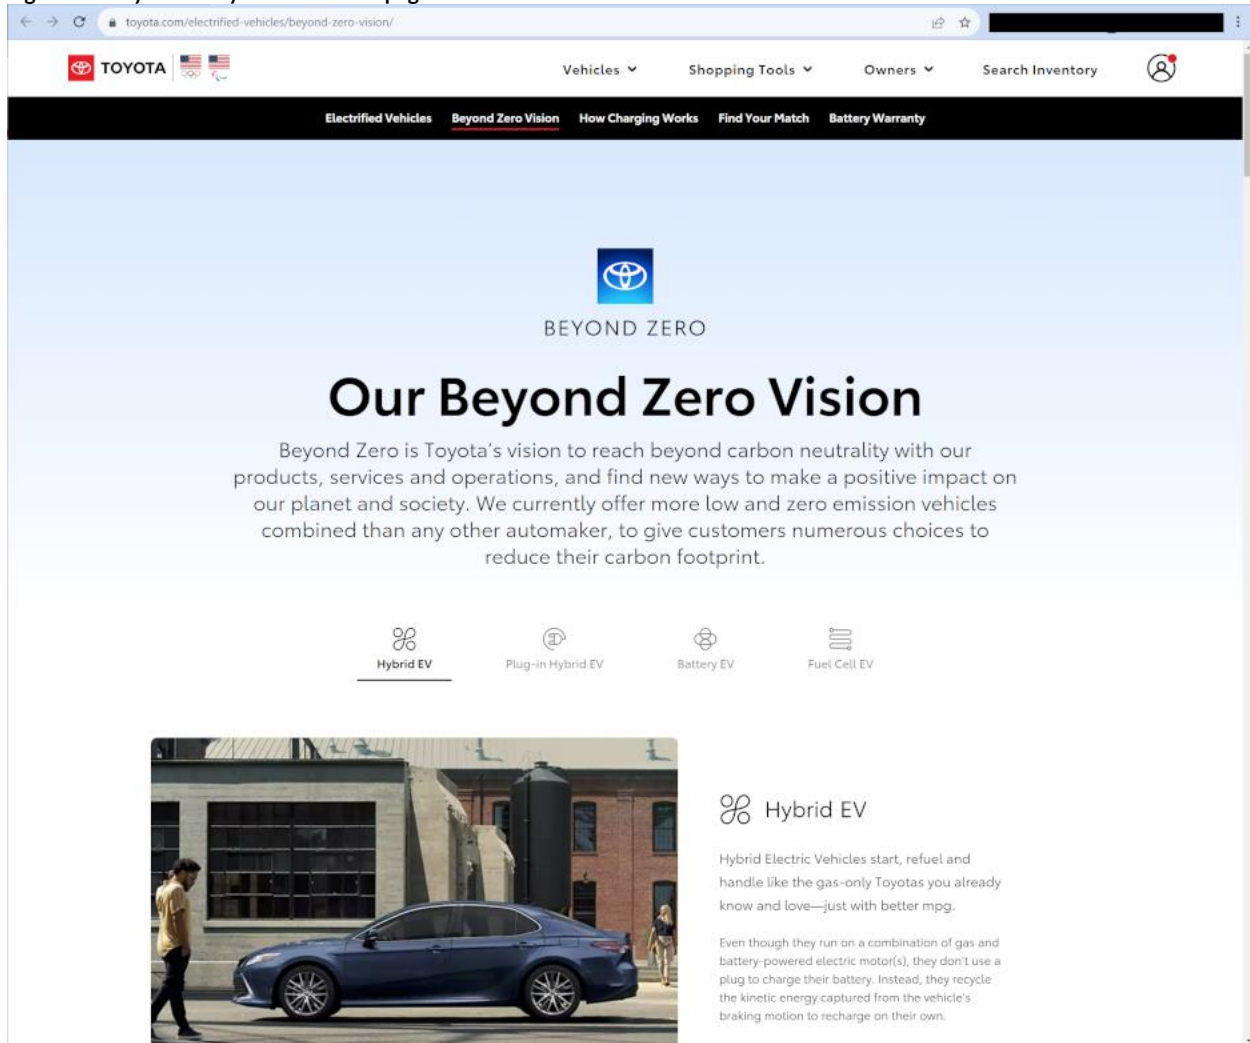 toyota.com/electrified-vehicles/beyond-zero-vision/
TOYOTA
Vehicles Shopping Tools Owners Search Inventory
Electrified Vehicles Beyond Zero Vision How Charging Works Find Your Match Battery Warranty
BEYOND ZERO
Our Beyond Zero Vision
Beyond Zero is Toyota's vision to reach beyond carbon neutrality with our
products, services and operations, and find new ways to make a positive impact on
our planet and society. We currently offer more low and zero emission vehicles
combined than any other automaker, to give customers numerous choices to
reduce their carbon footprint.
Hybrid EV Plug-in Hybrid EV Battery EV Fuel Cell EV
Hybrid EV
Hybrid Electric Vehicles start, refuel and
handle like the gas-only Toyotas you already
know and love—just with better mpg.
Even though they run on a combination of gas and
battery-powered electric motor(s), they don't use a
plug to charge their battery. Instead, they recycle
the kinetic energy captured from the vehicle's
braking motion to recharge on their own.